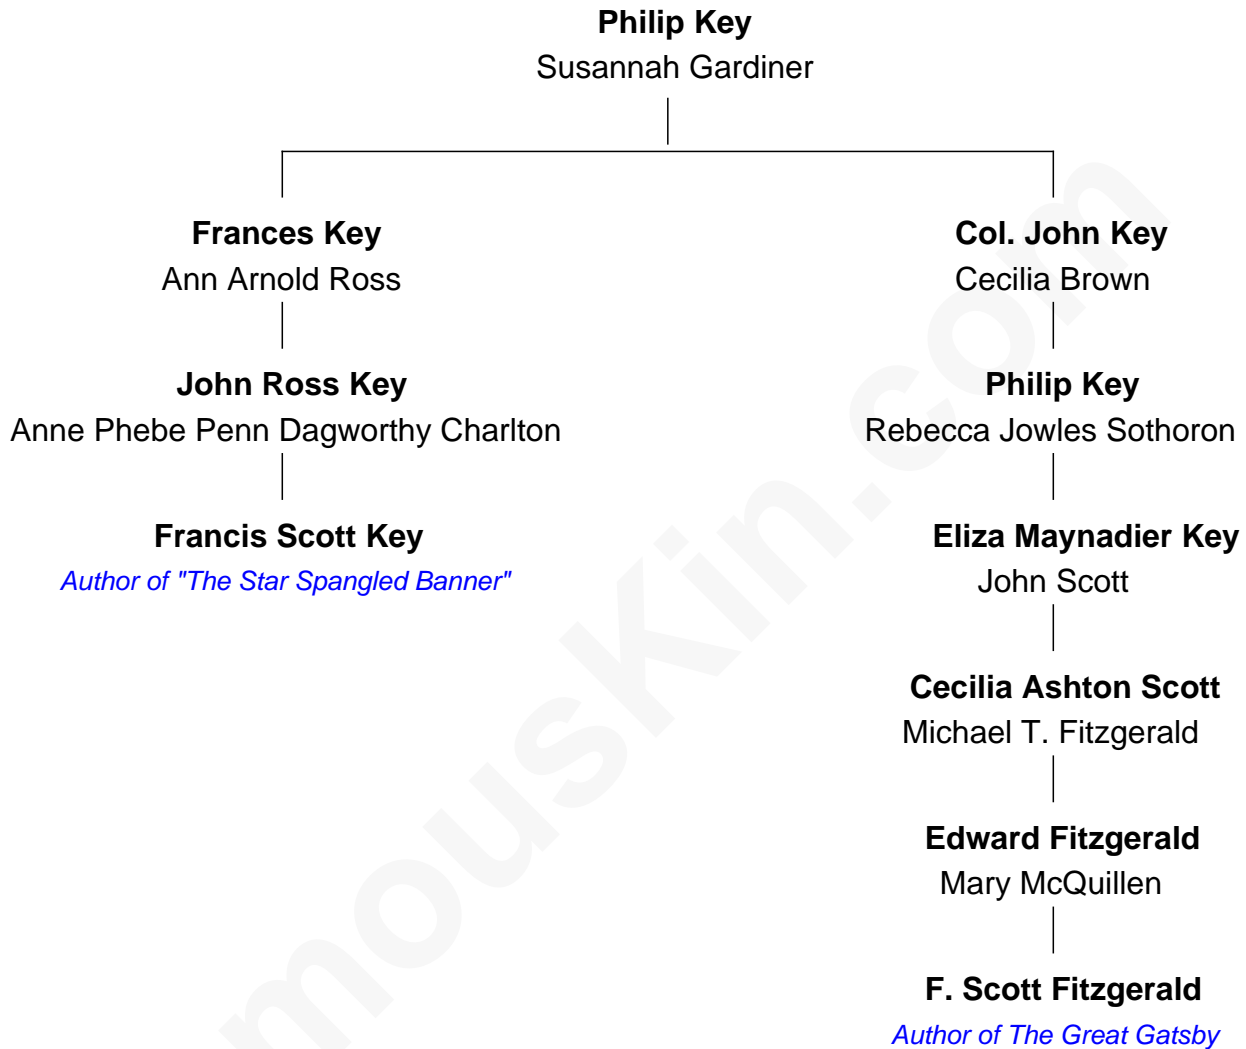 Philip Key
Susannah Gardiner
Frances Key
Ann Arnold Ross
Col. John Key
Cecilia Brown
John Ross Key
Anne Phebe Penn Dagworthy Charlton
Philip Key
Rebecca Jowles Sothoron
Francis Scott Key
Author of "The Star Spangled Banner"
Eliza Maynadier Key
John Scott
Cecilia Ashton Scott
Michael T. Fitzgerald
Edward Fitzgerald
Mary McQuillen
F. Scott Fitzgerald
Author of The Great Gatsby
mouskin.com